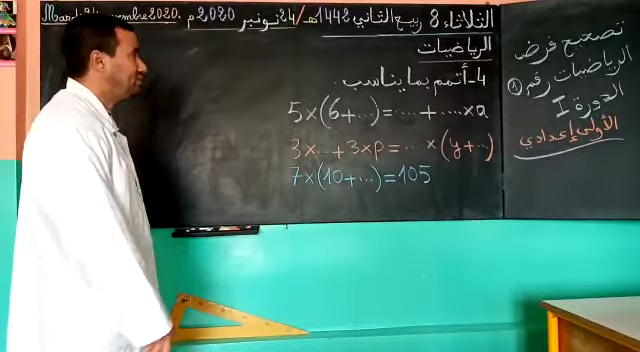 Mardi 24 novembre 2020. الثلاثاء 8 ربيع الثاني 1442هـ/24 نونبر 2020م
الرياضيات
4-أتمم بما يناسب.
5×(6+...)=...+...×a
3×...+3×p=...×(y+...)
7×(10+...)=105
تصحيح فرض
الرياضيات رقم ①
الدورة I
الأولى إعدادي